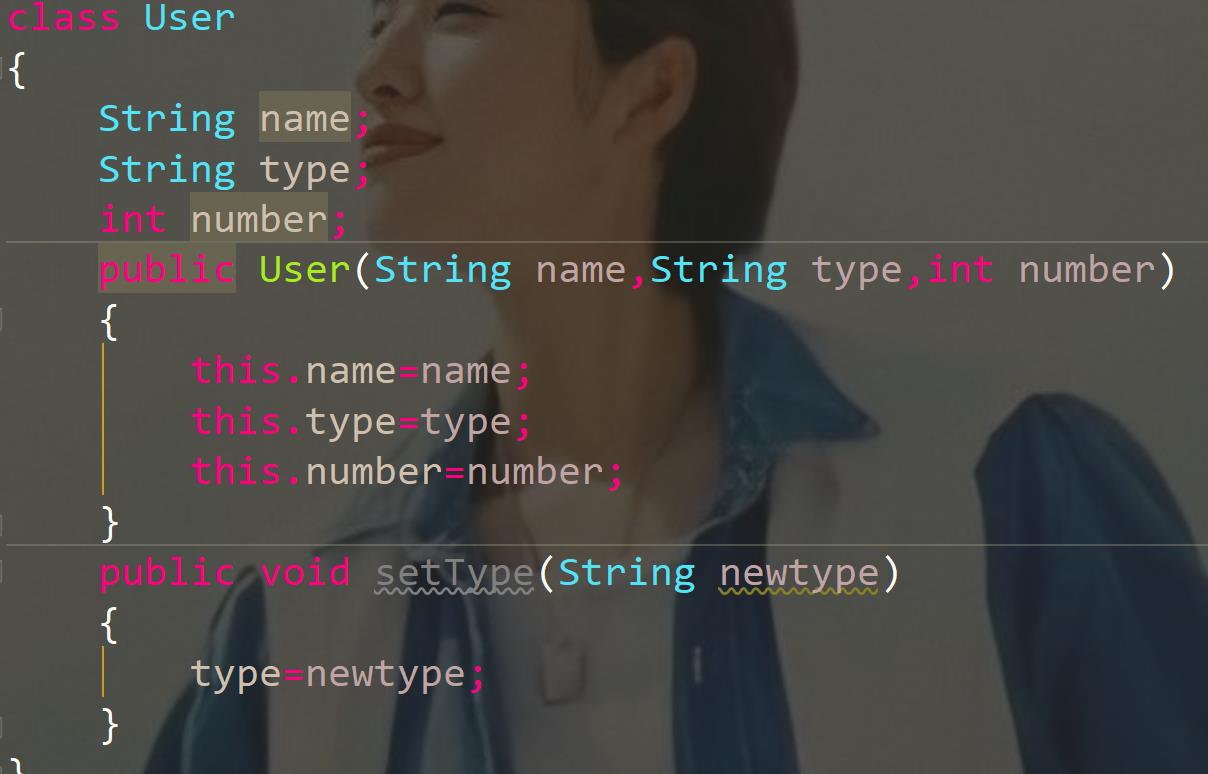 class User
{
    String name;
    String type;
    int number;
    public User(String name,String type,int number)
    {
        this.name=name;
        this.type=type;
        this.number=number;
    }
    public void setType(String newtype)
    {
        type=newtype;
    }
}